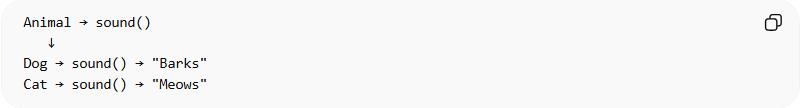 Animal → sound()
↓
Dog → sound() → "Barks"
Cat → sound() → "Meows"